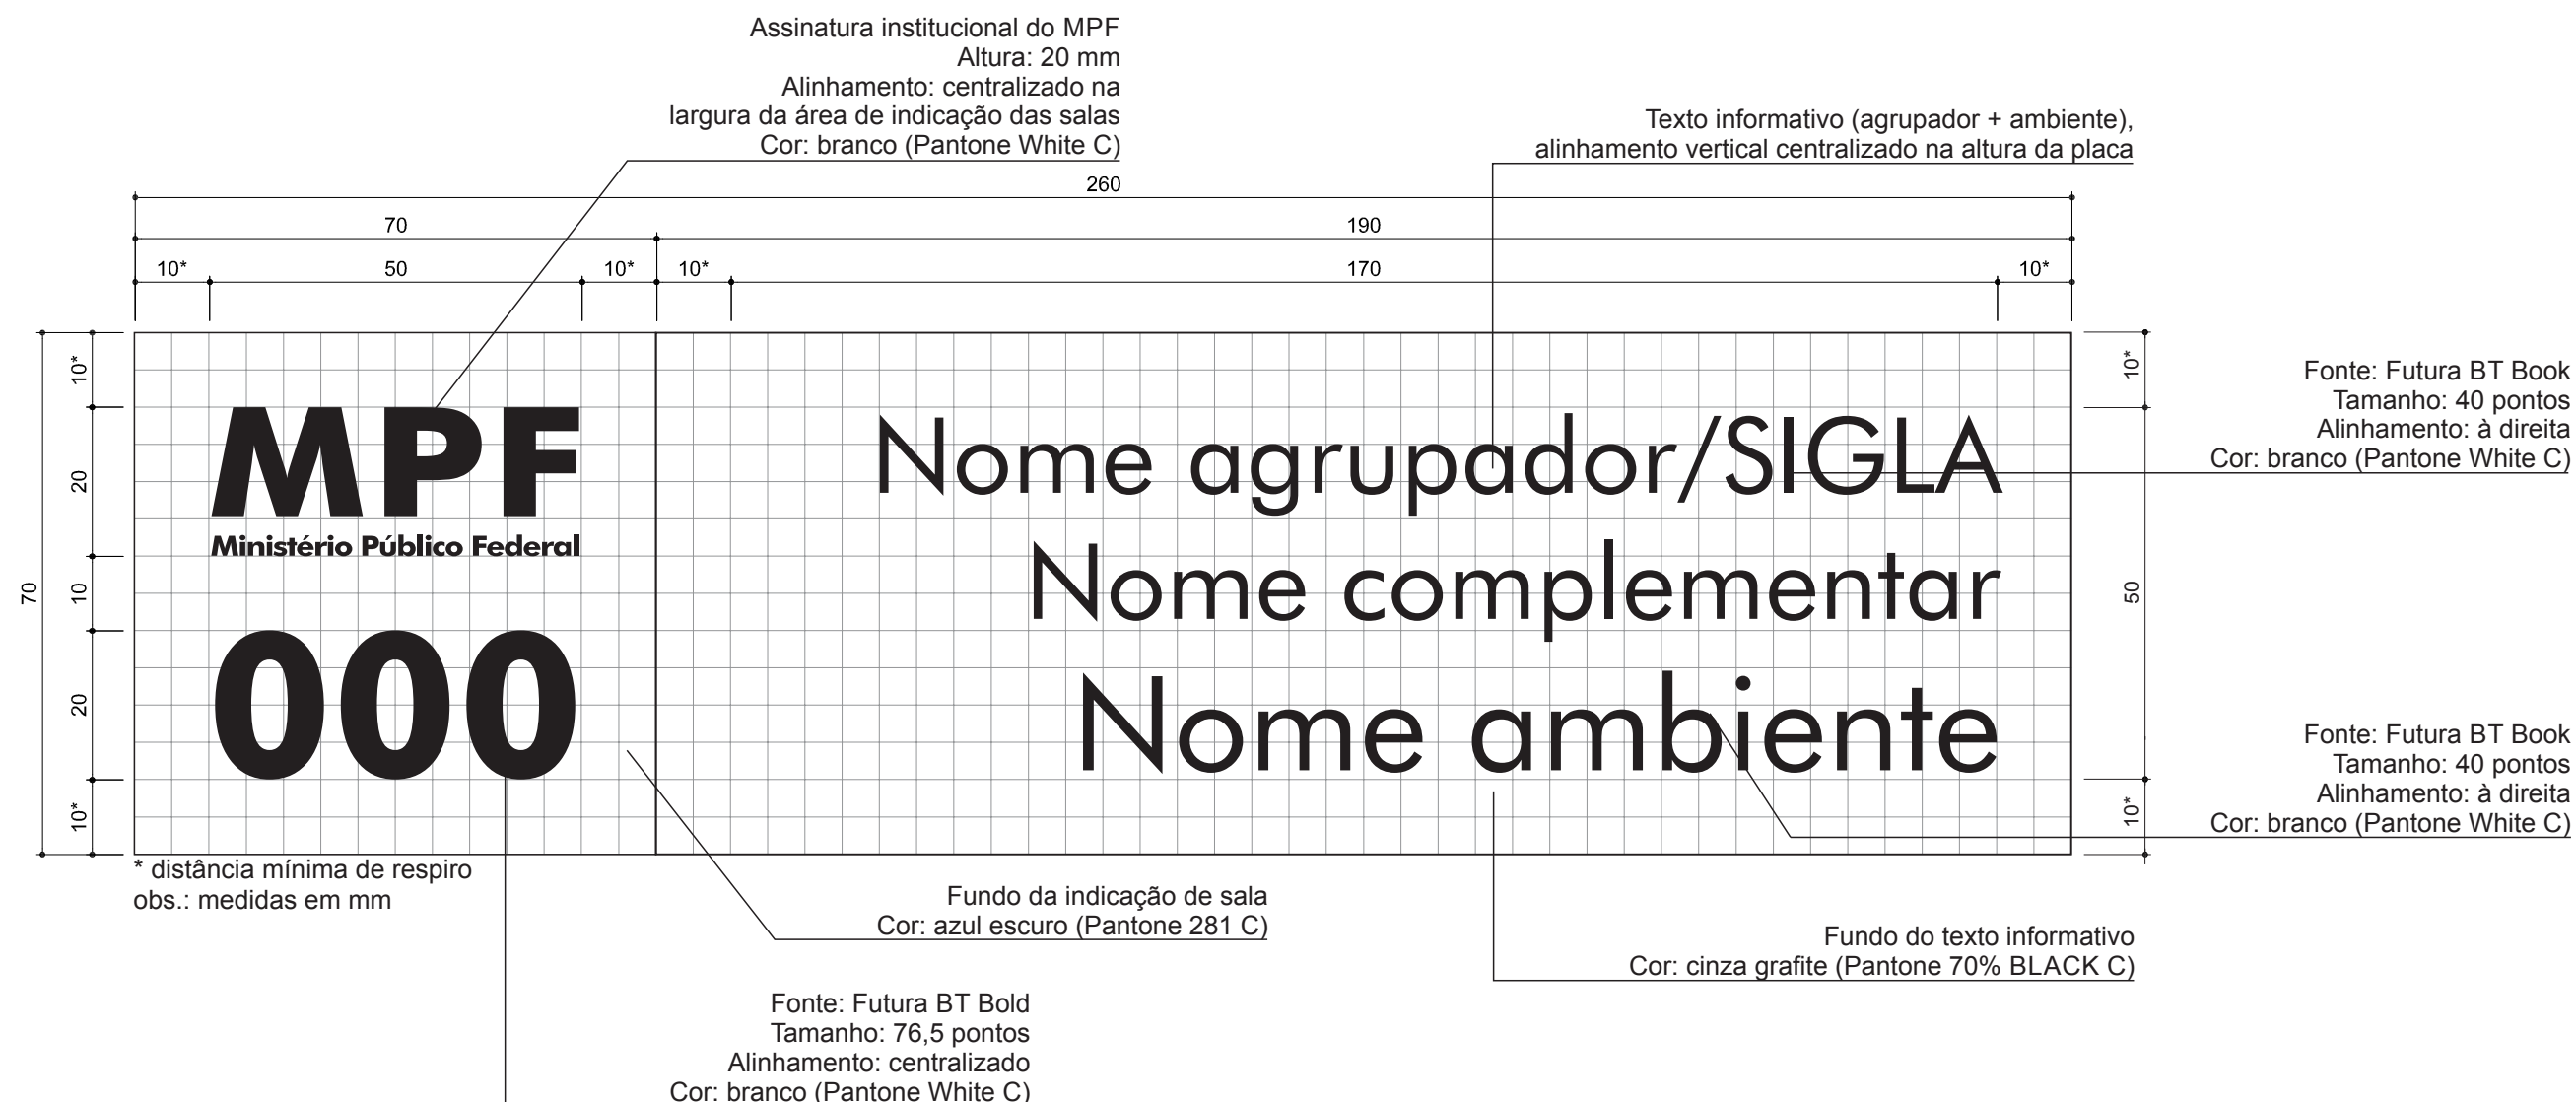 Assinatura institucional do MPF
Altura: 20 mm
Alinhamento: centralizado na
largura da área de indicação das salas
Cor: branco (Pantone White C)
Texto informativo (agrupador + ambiente),
alinhamento vertical centralizado na altura da placa
260
70
190
10*
50
10*
10*
170
10*
70
10*
20
10
20
10*
MPF
Ministério Público Federal
000
Nome agrupador/SIGLA
Nome complementar
Nome ambiente
10*
50
10*
Fonte: Futura BT Book
Tamanho: 40 pontos
Alinhamento: à direita
Cor: branco (Pantone White C)
Fonte: Futura BT Book
Tamanho: 40 pontos
Alinhamento: à direita
Cor: branco (Pantone White C)
* distância mínima de respiro
obs.: medidas em mm
Fundo da indicação de sala
Cor: azul escuro (Pantone 281 C)
Fundo do texto informativo
Cor: cinza grafite (Pantone 70% BLACK C)
Fonte: Futura BT Bold
Tamanho: 76,5 pontos
Alinhamento: centralizado
Cor: branco (Pantone White C)